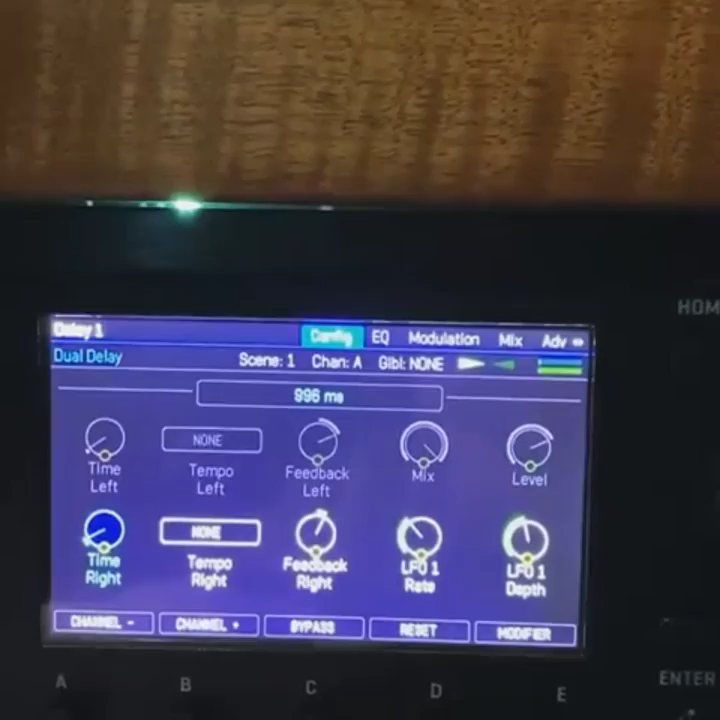 HOM
Delay 1 Config EQ Modulation Mix Adv
Dual Delay Scene: 1 Chan: A Glbl: NONE
996 ms
NONE
Time Left Tempo Left Feedback Left Mix Level
NONE
Time Right Tempo Right Feedback Right LFO 1 Rate LFO 1 Depth
CHANNEL - CHANNEL + BYPASS RESET MODIFIER
A B C D E ENTER